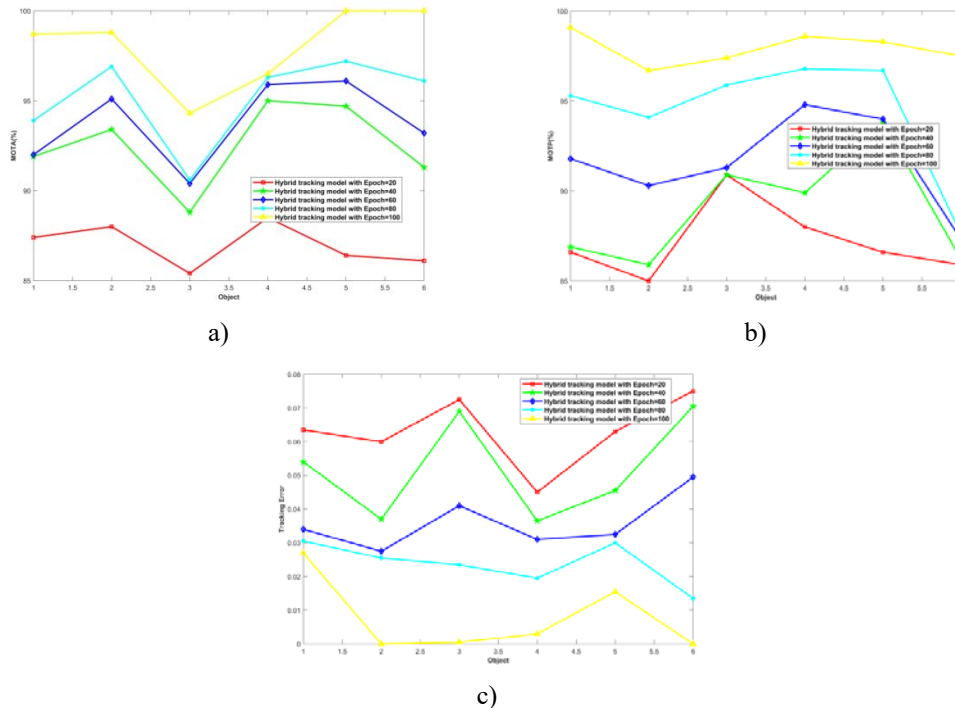 100
95
90
85
MOTA(%)
Hybrid tracking model with Epoch=20
Hybrid tracking model with Epoch=40
Hybrid tracking model with Epoch=60
Hybrid tracking model with Epoch=80
Hybrid tracking model with Epoch=100
1 1.5 2 2.5 3 3.5 4 4.5 5 5.5 6
Object
a)
100
95
90
85
MOTP(%)
Hybrid tracking model with Epoch=20
Hybrid tracking model with Epoch=40
Hybrid tracking model with Epoch=60
Hybrid tracking model with Epoch=80
Hybrid tracking model with Epoch=100
1 1.5 2 2.5 3 3.5 4 4.5 5 5.5
Object
b)
0.08
0.07
0.06
0.05
0.04
0.03
0.02
0.01
0
Tracking Error
Hybrid tracking model with Epoch=20
Hybrid tracking model with Epoch=40
Hybrid tracking model with Epoch=60
Hybrid tracking model with Epoch=80
Hybrid tracking model with Epoch=100
1 1.5 2 2.5 3 3.5 4 4.5 5 5.5 6
Object
c)